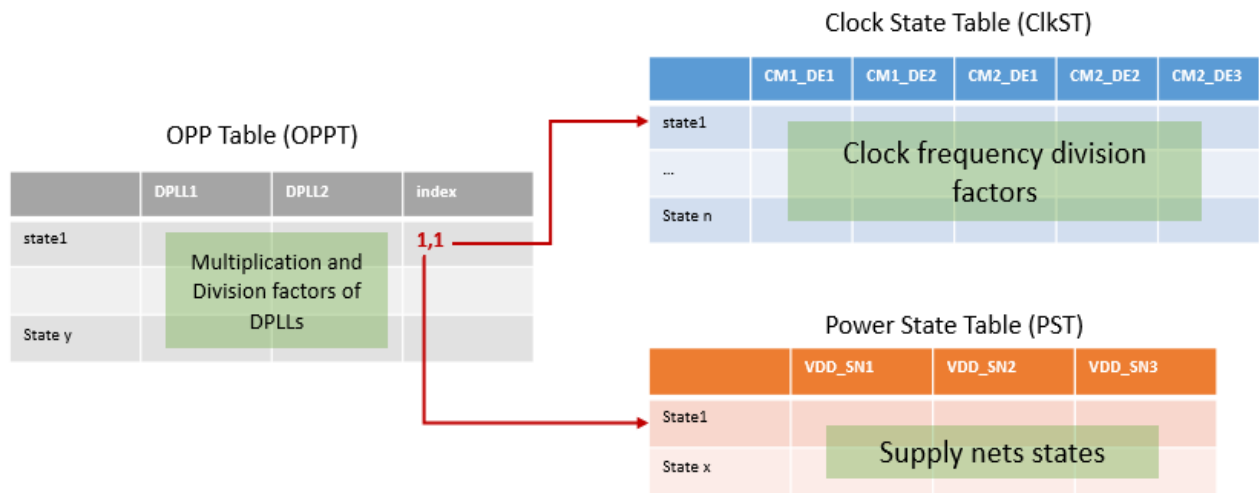 Clock State Table (ClkST)
CM1_DE1 CM1_DE2 CM2_DE1 CM2_DE2 CM2_DE3
state1
...
State n
Clock frequency division
factors
OPP Table (OPPT)
DPLL1 DPLL2 index
state1 1,1
State y
Multiplication and
Division factors of
DPLLs
Power State Table (PST)
VDD_SN1 VDD_SN2 VDD_SN3
State1
State x
Supply nets states